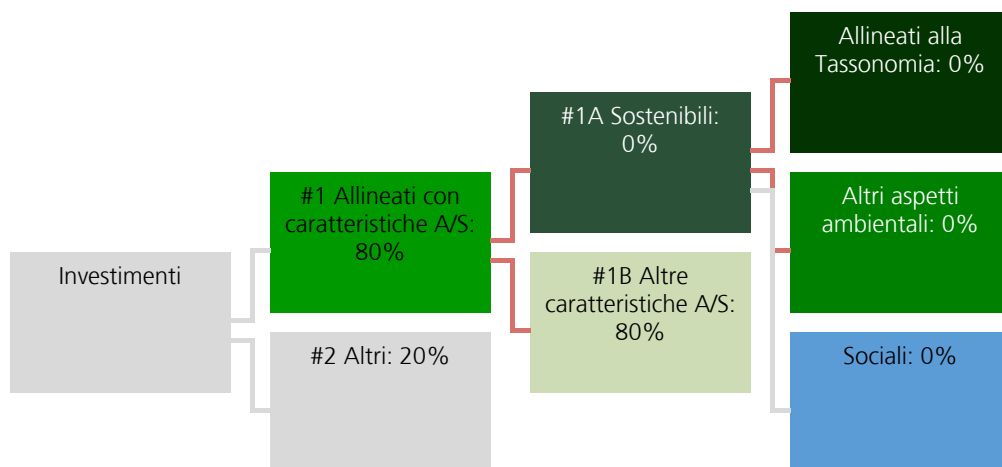 Investimenti
#1 Allineati con
caratteristiche A/S:
80%
#2 Altri: 20%
#1A Sostenibili:
0%
#1B Altre
caratteristiche A/S:
80%
Allineati alla
Tassonomia: 0%
Altri aspetti
ambientali: 0%
Sociali: 0%